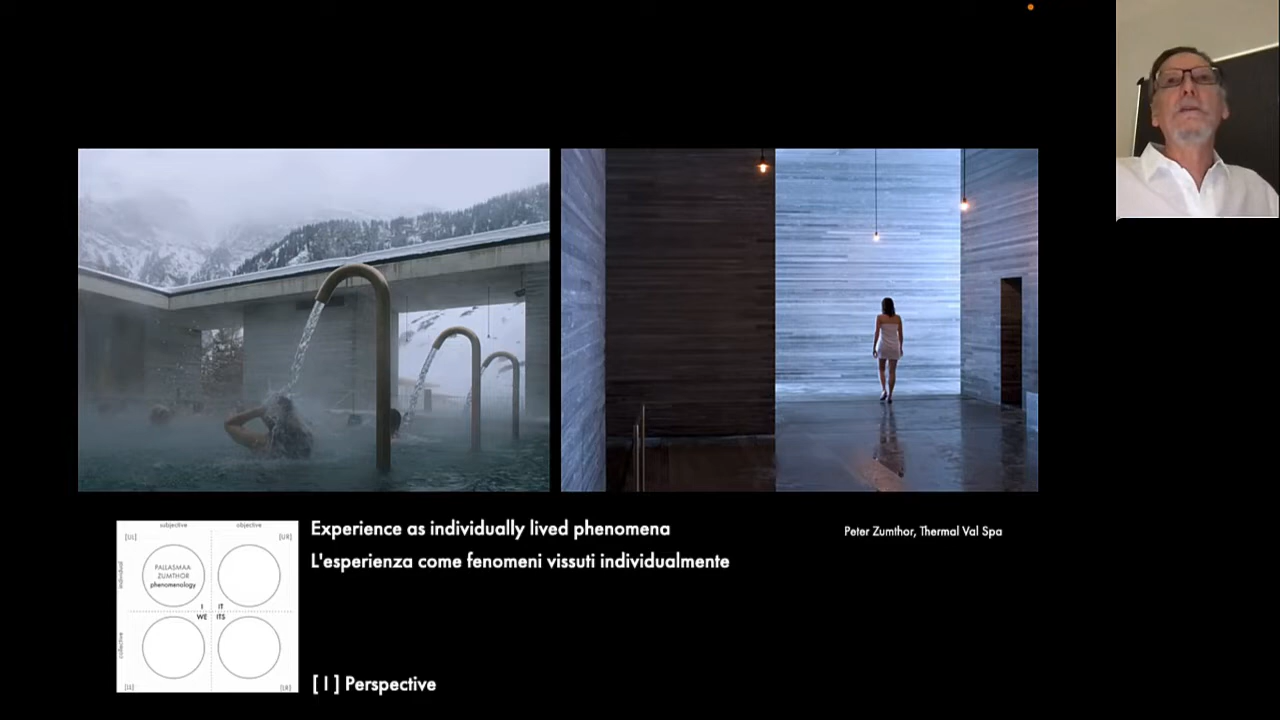 Experience as individually lived phenomena
L'esperienza come fenomeni vissuti individualmente
Peter Zumthor, Thermal Val Spa
subjective objective
[UL] [UR]
individual
PALLASMAA
ZUMTHOR
phenomenology
I IT
WE ITS
collective
[LL] [LR]
[ I ] Perspective